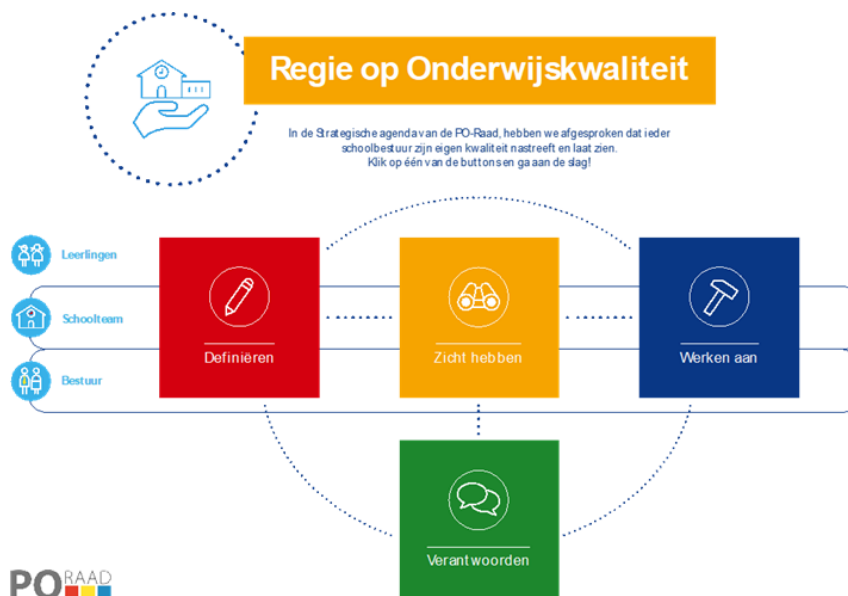 Regie op Onderwijskwaliteit
In de Strategische agenda van de PO-Raad, hebben we afgesproken dat ieder
schoolbestuur zijn eigen kwaliteit nastreeft en laat zien.
Klik op één van de buttons en ga aan de slag!
Leerlingen
Schoolteam
Bestuur
Definiëren
Zicht hebben
Werken aan
Verantwoorden
PO RAAD